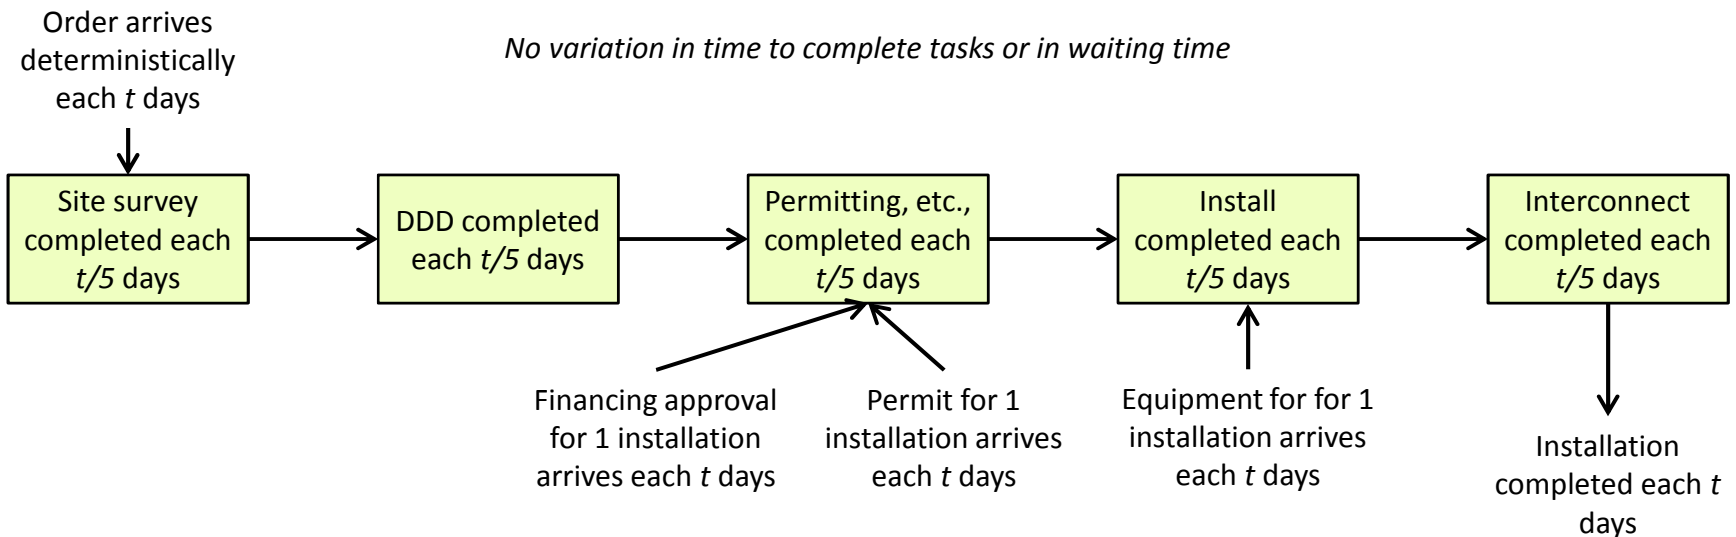 Order arrives
deterministically
each t days
No variation in time to complete tasks or in waiting time
Site survey
completed each
t/5 days
DDD completed
each t/5 days
Permitting, etc.,
completed each
t/5 days
Install
completed each
t/5 days
Interconnect
completed each
t/5 days
Financing approval
for 1 installation
arrives each t days
Permit for 1
installation arrives
each t days
Equipment for for 1
installation arrives
each t days
Installation
completed each t
days